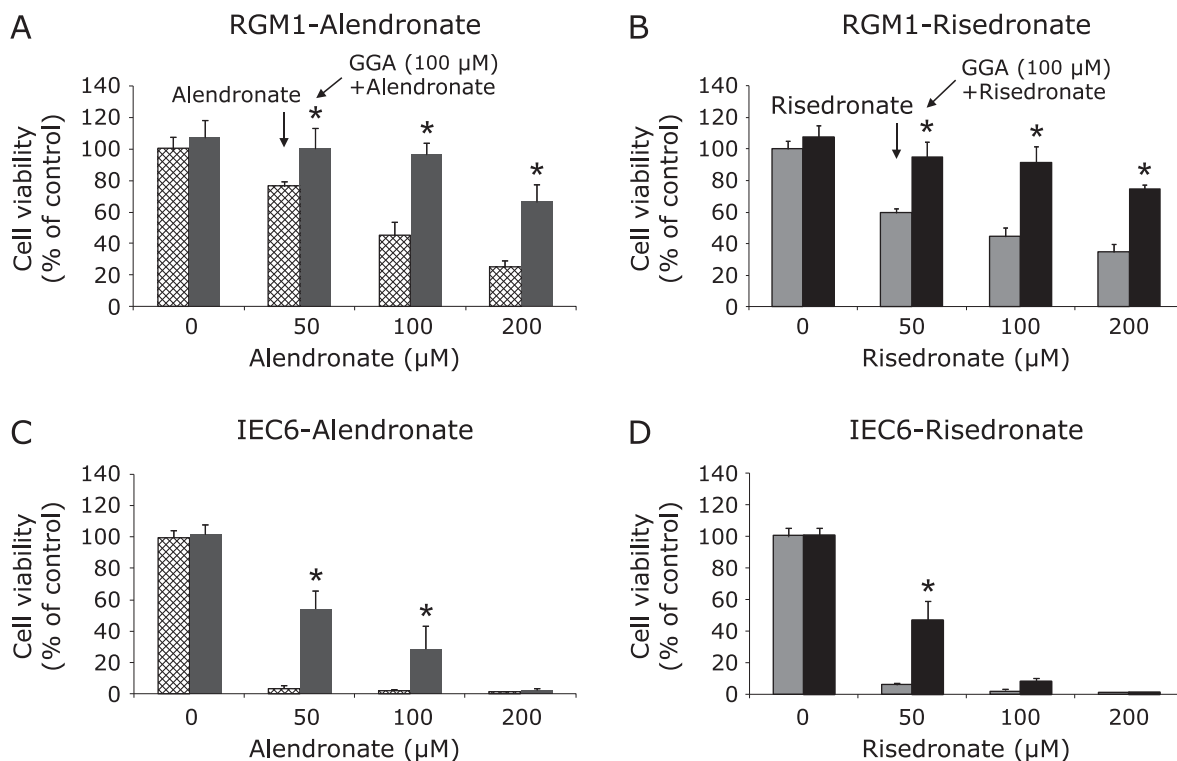 A
RGM1-Alendronate
GGA (100 µM)
+Alendronate
Alendronate
Cell viability
(% of control)
140
120
100
80
60
40
20
0
* * *
0 50 100 200
Alendronate (µM)
B
RGM1-Risedronate
GGA (100 µM)
+Risedronate
Risedronate
Cell viability
(% of control)
140
120
100
80
60
40
20
0
* * *
0 50 100 200
Risedronate (µM)
C
IEC6-Alendronate
Cell viability
(% of control)
140
120
100
80
60
40
20
0
* *
0 50 100 200
Alendronate (µM)
D
IEC6-Risedronate
Cell viability
(% of control)
140
120
100
80
60
40
20
0
*
0 50 100 200
Risedronate (µM)